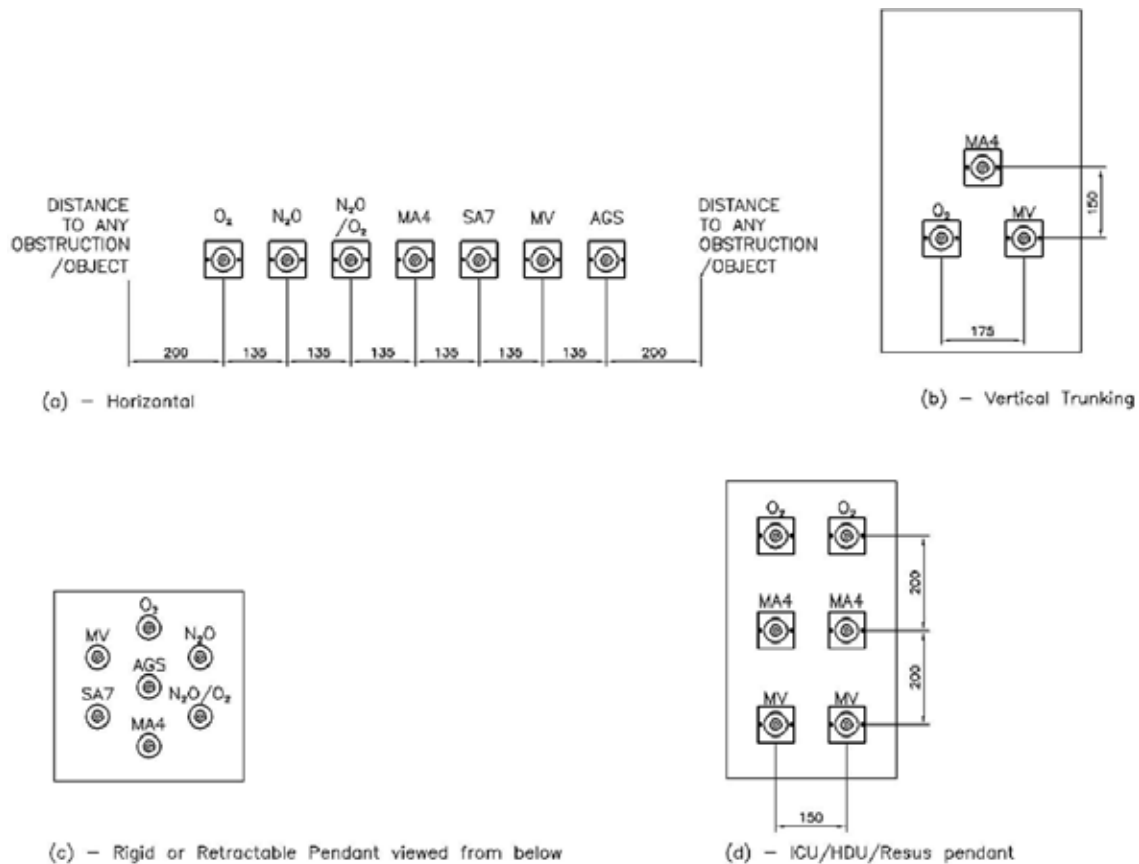 DISTANCE
TO ANY
OBSTRUCTION
/OBJECT
O₂
N₂O
N₂O
/O₂
MA4
SA7
MV
AGS
DISTANCE
TO ANY
OBSTRUCTION
/OBJECT
200
135
135
135
135
135
135
200
(a) – Horizontal
MA4
O₂
MV
150
175
(b) – Vertical Trunking
O₂
MV
N₂O
AGS
SA7
N₂O/O₂
MA4
(c) – Rigid or Retractable Pendant viewed from below
O₂ O₂
MA4 MA4
MV MV
200
200
150
(d) – ICU/HDU/Resus pendant